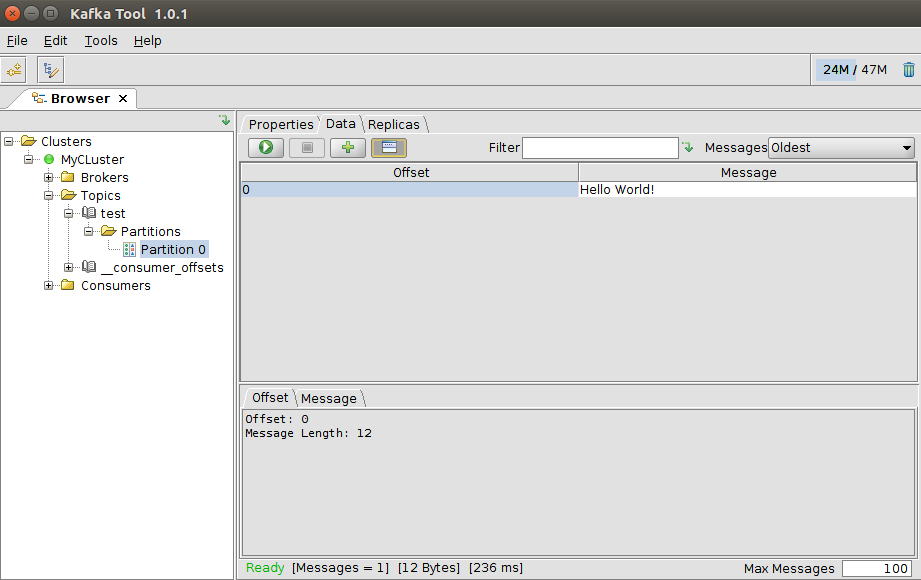 Kafka Tool 1.0.1
File Edit Tools Help
24M / 47M
Browser
Clusters
MyCLuster
Brokers
Topics
test
Partitions
Partition 0
__consumer_offsets
Consumers
Properties Data Replicas
Filter Messages Oldest
Offset Message
0 Hello World!
Offset Message
Offset: 0
Message Length: 12
Ready [Messages = 1] [12 Bytes] [236 ms] Max Messages 100